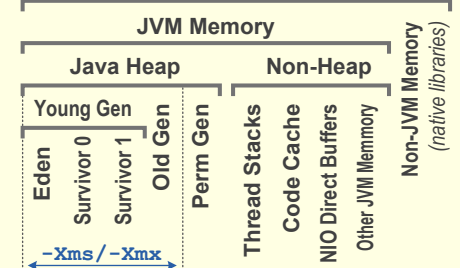 JVM Memory
Java Heap
Non-Heap
Young Gen
Eden
Survivor 0
Survivor 1
Old Gen
Perm Gen
Thread Stacks
Code Cache
NIO Direct Buffers
Other JVM Memmory
Non-JVM Memory
(native libraries)
-Xms/-Xmx